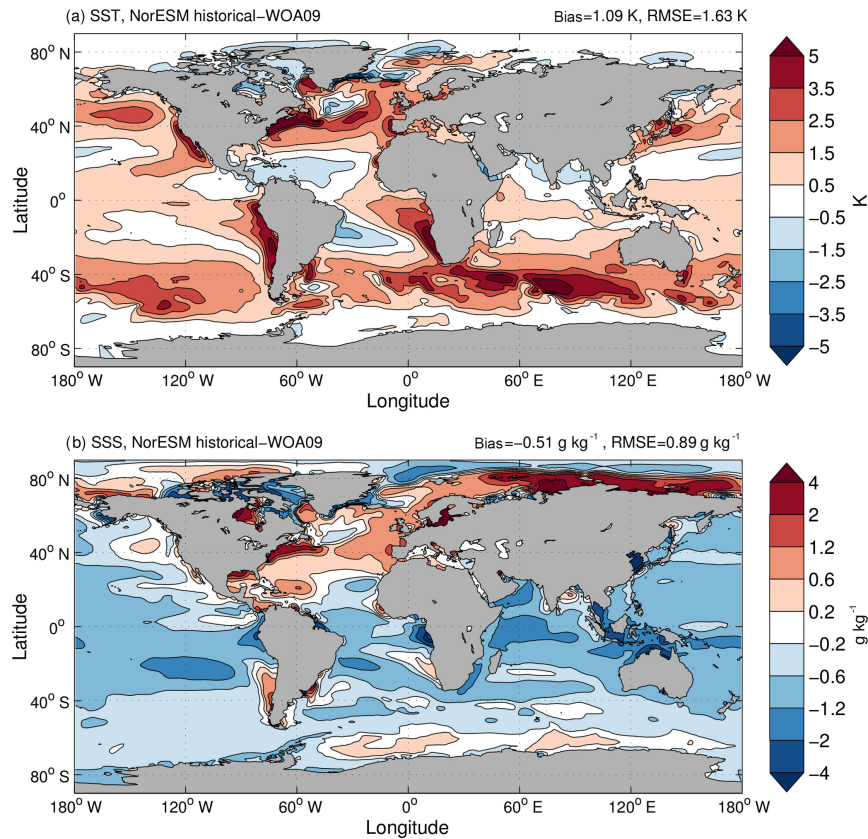 (a) SST, NorESM historical−WOA09 Bias=1.09 K, RMSE=1.63 K
80° N
40° N
0°
40° S
80° S
Latitude
180° W 120° W 60° W 0° 60° E 120° E 180° W
Longitude
5
3.5
2.5
1.5
0.5
−0.5
−1.5
−2.5
−3.5
−5
K
(b) SSS, NorESM historical−WOA09 Bias=−0.51 g kg⁻¹ , RMSE=0.89 g kg⁻¹
80° N
40° N
0°
40° S
80° S
Latitude
180° W 120° W 60° W 0° 60° E 120° E 180° W
Longitude
4
2
1.2
0.6
0.2
−0.2
−0.6
−1.2
−2
−4
g kg⁻¹